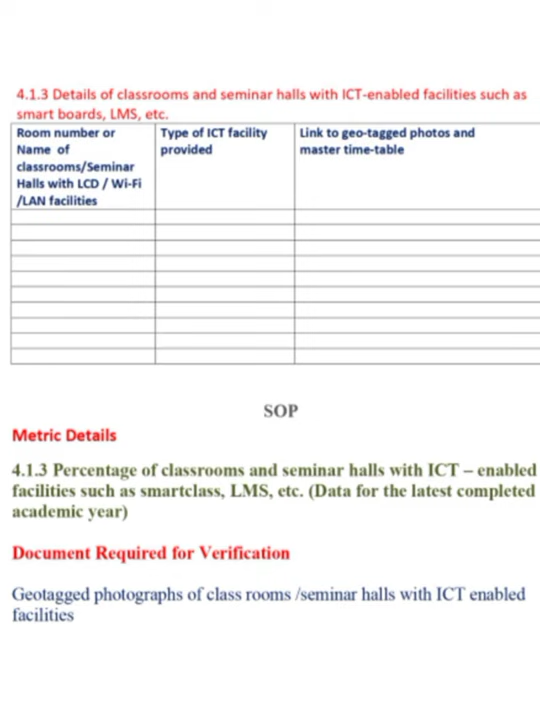 4.1.3 Details of classrooms and seminar halls with ICT-enabled facilities such as
smart boards, LMS, etc.
Room number or
Name of
classrooms/Seminar
Halls with LCD / Wi-Fi
/LAN facilities
Type of ICT facility
provided
Link to geo-tagged photos and
master time-table
SOP
Metric Details
4.1.3 Percentage of classrooms and seminar halls with ICT – enabled
facilities such as smartclass, LMS, etc. (Data for the latest completed
academic year)
Document Required for Verification
Geotagged photographs of class rooms /seminar halls with ICT enabled
facilities